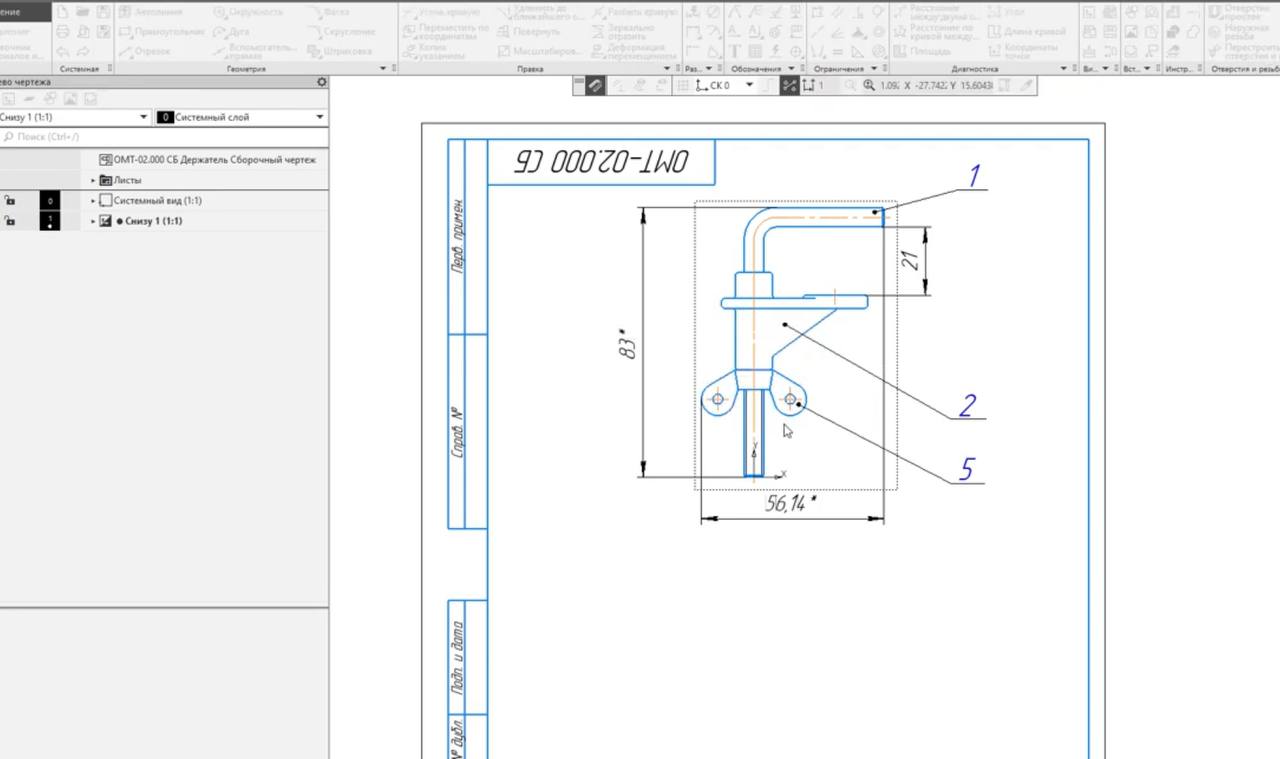 ение
Автолиния
Окружность
Фаска
Прямоугольник
Дуга
Скругление
Отрезок
Вспомогатель...
прямая
Штриховка
Усечь кривую
Удлинить до
ближайшего о...
Разбить кривую
Переместить по
координатам
Повернуть
Зеркально
отразить
Копия
указанием
Масштабиров...
Деформация
перемещением
Расстояние
между двумя о...
Угол
Расстояние по
кривой между...
Длина кривой
Площадь
Координаты
точки
Отверстие
простое
Наружная
резьба
Перестроить
отверстия и
Системная
Геометрия
Правка
Раз...
Обозначения
Ограничения
Диагностика
Ви...
Вст...
Инстр...
Отверстия и резьбы
ево чертежа
СК 0
1
X -27.742 Y 15.6043
Снизу 1 (1:1)
0 Системный слой
Поиск (Ctrl+/)
ОМТ-02.000 СБ Держатель Сборочный чертеж
Листы
0 Системный вид (1:1)
1 Снизу 1 (1:1)
ОМТ-02.000 СБ
Перв. примен.
Справ. №
Подп. и дата
№ дубл.
1
21
83*
2
5
y
x
56,14*